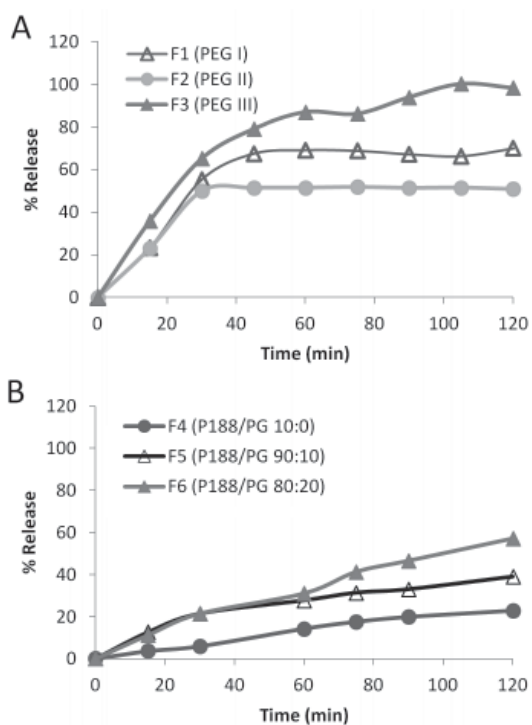 A
120
100
80
60
40
20
0
% Release
F1 (PEG I)
F2 (PEG II)
F3 (PEG III)
0 20 40 60 80 100 120
Time (min)
B
120
100
80
60
40
20
0
% Release
F4 (P188/PG 10:0)
F5 (P188/PG 90:10)
F6 (P188/PG 80:20)
0 20 40 60 80 100 120
Time (min)